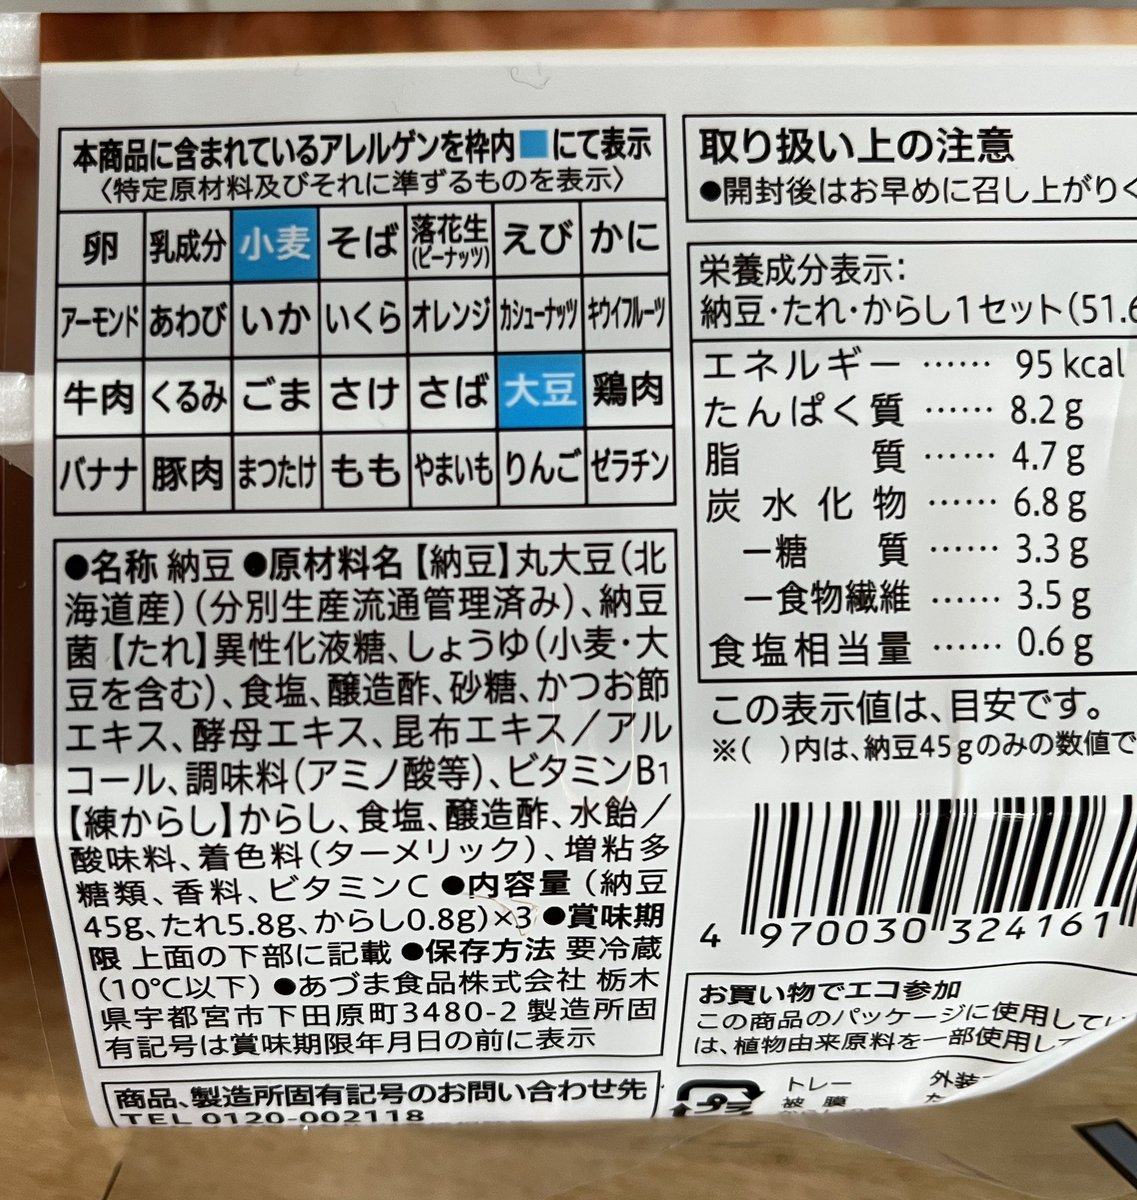 本商品に含まれているアレルゲンを枠内■にて表示
〈特定原材料及びそれに準ずるものを表示〉
卵 乳成分 小麦 そば 落花生(ピーナッツ) えび かに
アーモンド あわび いか いくら オレンジ カシューナッツ キウイフルーツ
牛肉 くるみ ごま さけ さば 大豆 鶏肉
バナナ 豚肉 まつたけ もも やまいも りんご ゼラチン
●名称 納豆 ●原材料名【納豆】丸大豆(北
海道産)(分別生産流通管理済み)、納豆
菌【たれ】異性化液糖、しょうゆ(小麦・大
豆を含む)、食塩、醸造酢、砂糖、かつお節
エキス、酵母エキス、昆布エキス/アル
コール、調味料(アミノ酸等)、ビタミンB1
【練からし】からし、食塩、醸造酢、水飴/
酸味料、着色料(ターメリック)、増粘多
糖類、香料、ビタミンC ●内容量(納豆
45g、たれ5.8g、からし0.8g)×3 ●賞味期
限 上面の下部に記載 ●保存方法 要冷蔵
(10℃以下) ●あづま食品株式会社 栃木
県宇都宮市下田原町3480-2 製造所固
有記号は賞味期限年月日の前に表示
商品、製造所固有記号のお問い合わせ先
TEL 0120-002118
取り扱い上の注意
●開封後はお早めに召し上がりく
栄養成分表示:
納豆・たれ・からし1セット(51.6
エネルギー …… 95 kcal
たんぱく質 …… 8.2 g
脂質 …… 4.7 g
炭水化物 …… 6.8 g
ー糖質 …… 3.3 g
ー食物繊維 …… 3.5 g
食塩相当量 …… 0.6 g
この表示値は、目安です。
※( )内は、納豆45gのみの数値で
4 970030 324161
お買い物でエコ参加
この商品のパッケージに使用してい
は、植物由来原料を一部使用して
プラ
トレー
被膜
外装